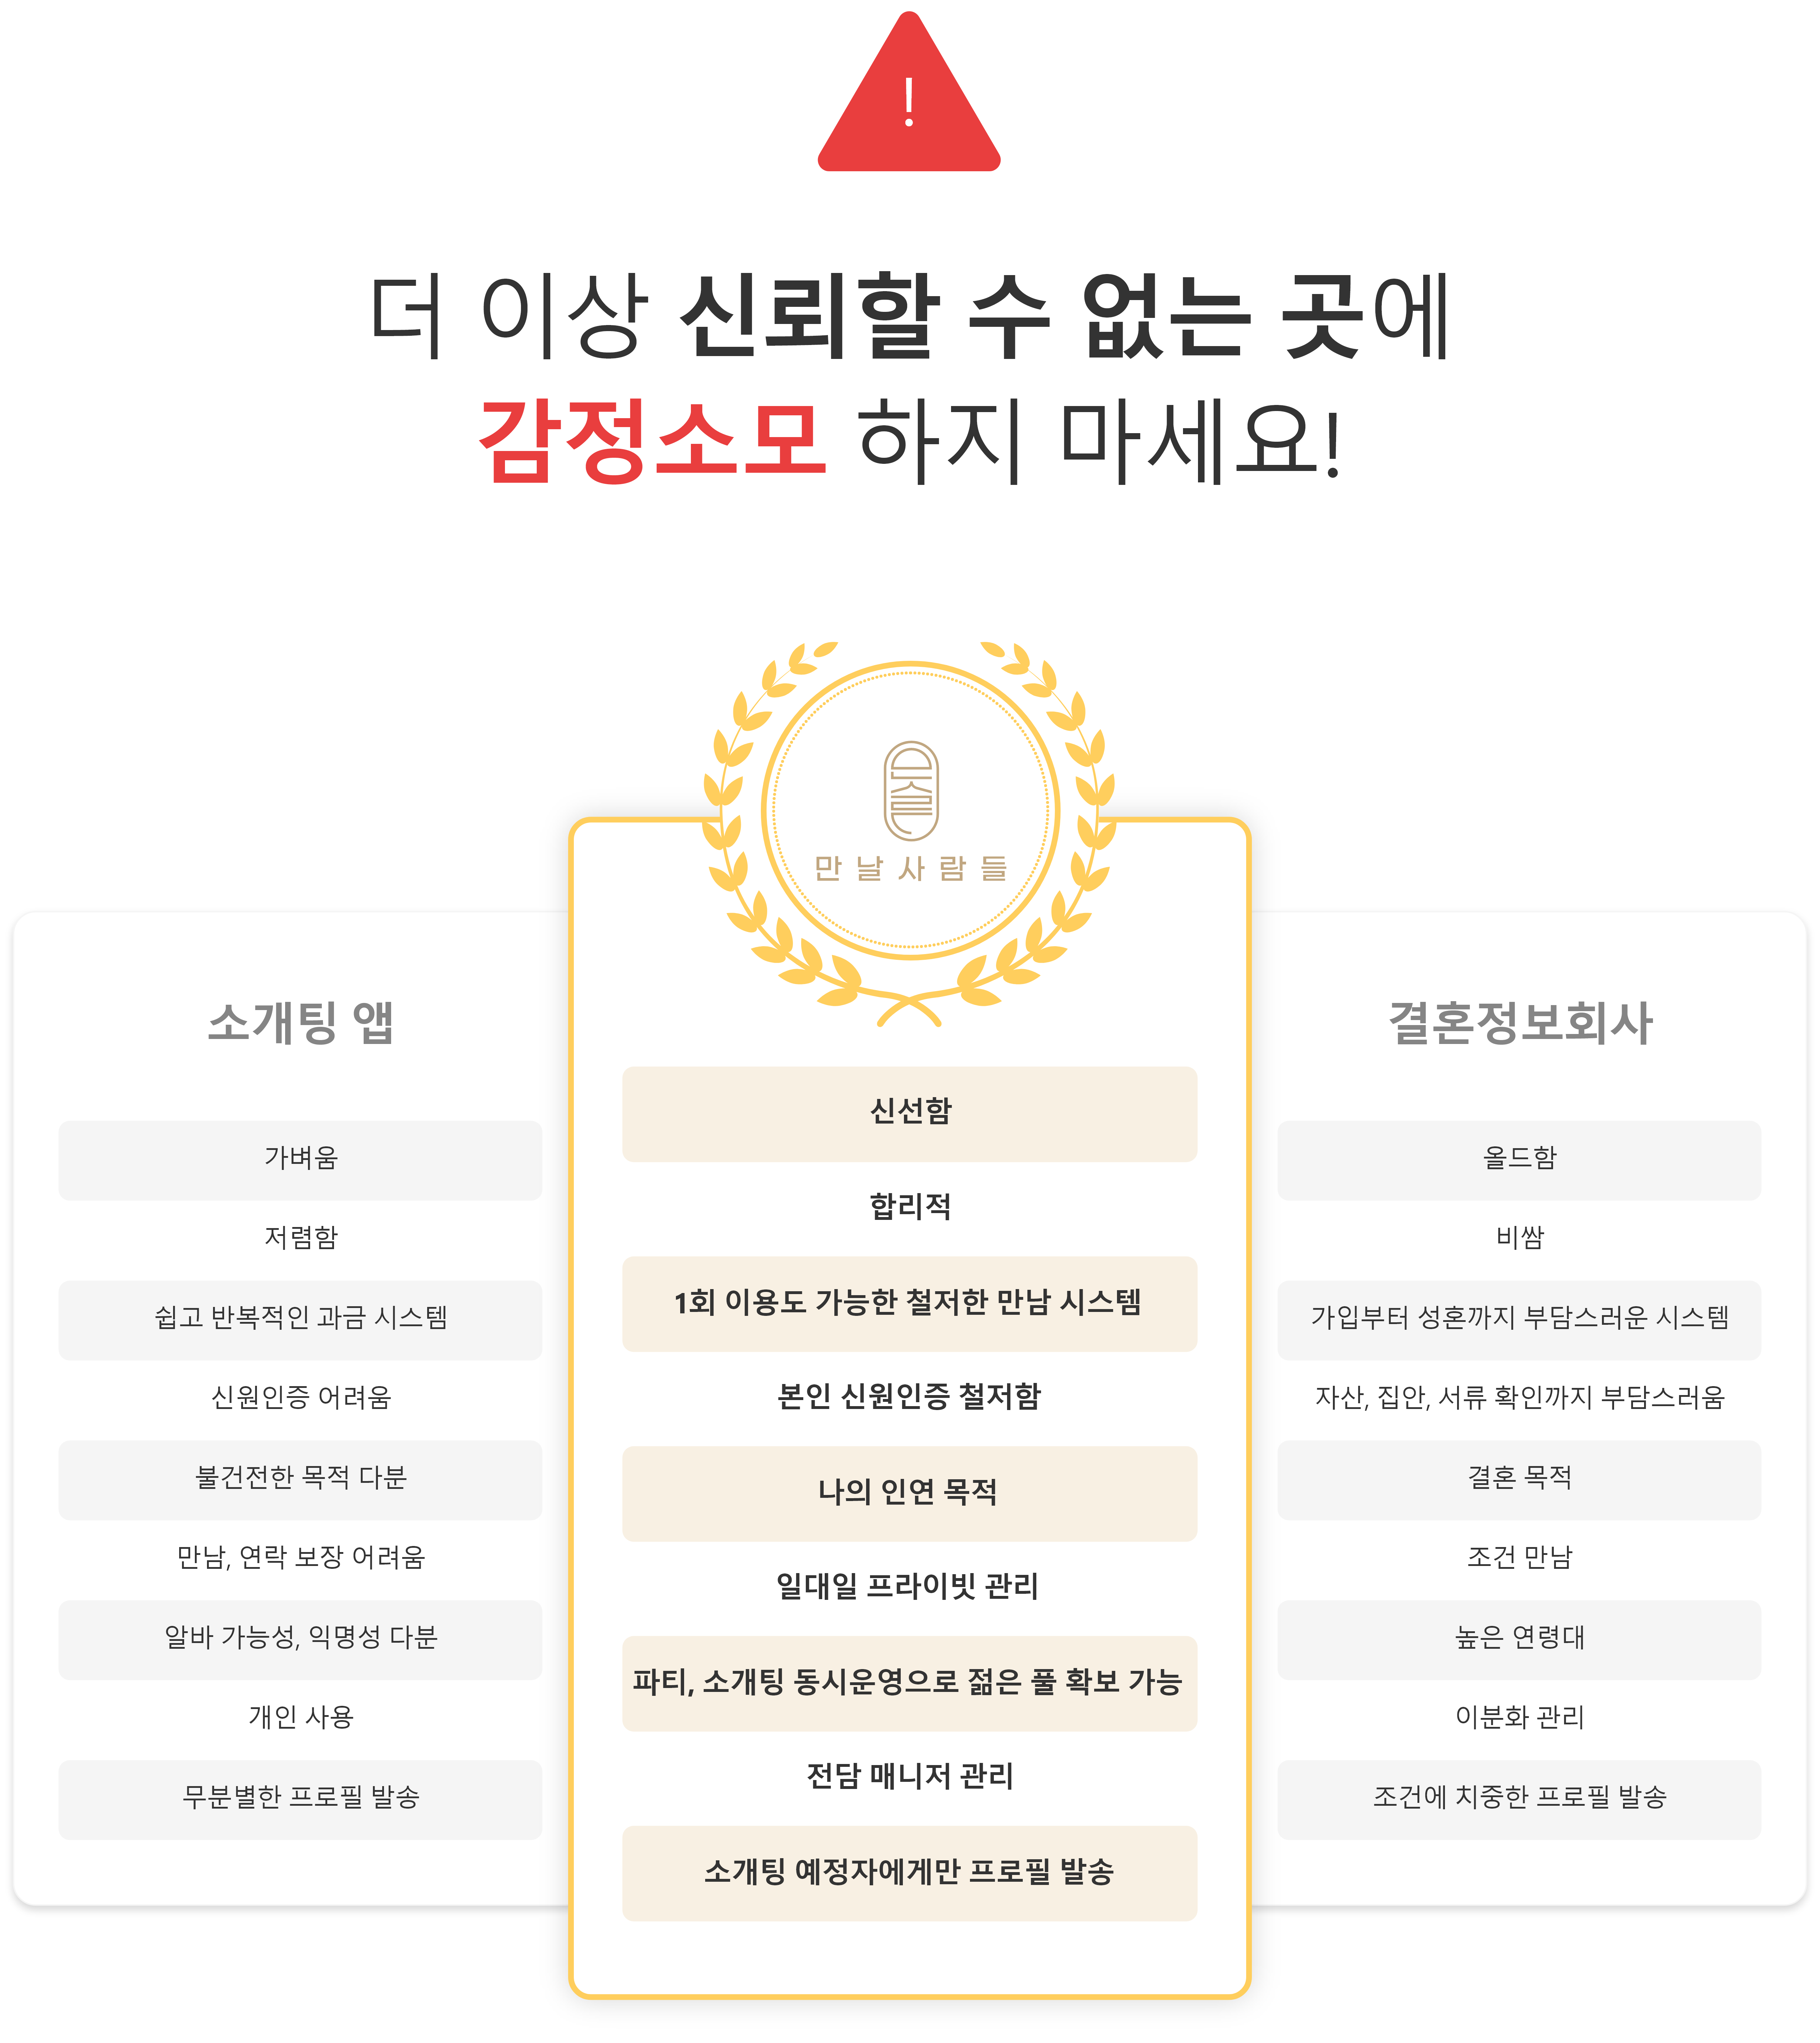 !
더 이상 신뢰할 수 없는 곳에
감정소모 하지 마세요!
만날사람들
소개팅 앱
가벼움
저렴함
쉽고 반복적인 과금 시스템
신원인증 어려움
불건전한 목적 다분
만남, 연락 보장 어려움
알바 가능성, 익명성 다분
개인 사용
무분별한 프로필 발송
신선함
합리적
1회 이용도 가능한 철저한 만남 시스템
본인 신원인증 철저함
나의 인연 목적
일대일 프라이빗 관리
파티, 소개팅 동시운영으로 젊은 풀 확보 가능
전담 매니저 관리
소개팅 예정자에게만 프로필 발송
결혼정보회사
올드함
비쌈
가입부터 성혼까지 부담스러운 시스템
자산, 집안, 서류 확인까지 부담스러움
결혼 목적
조건 만남
높은 연령대
이분화 관리
조건에 치중한 프로필 발송